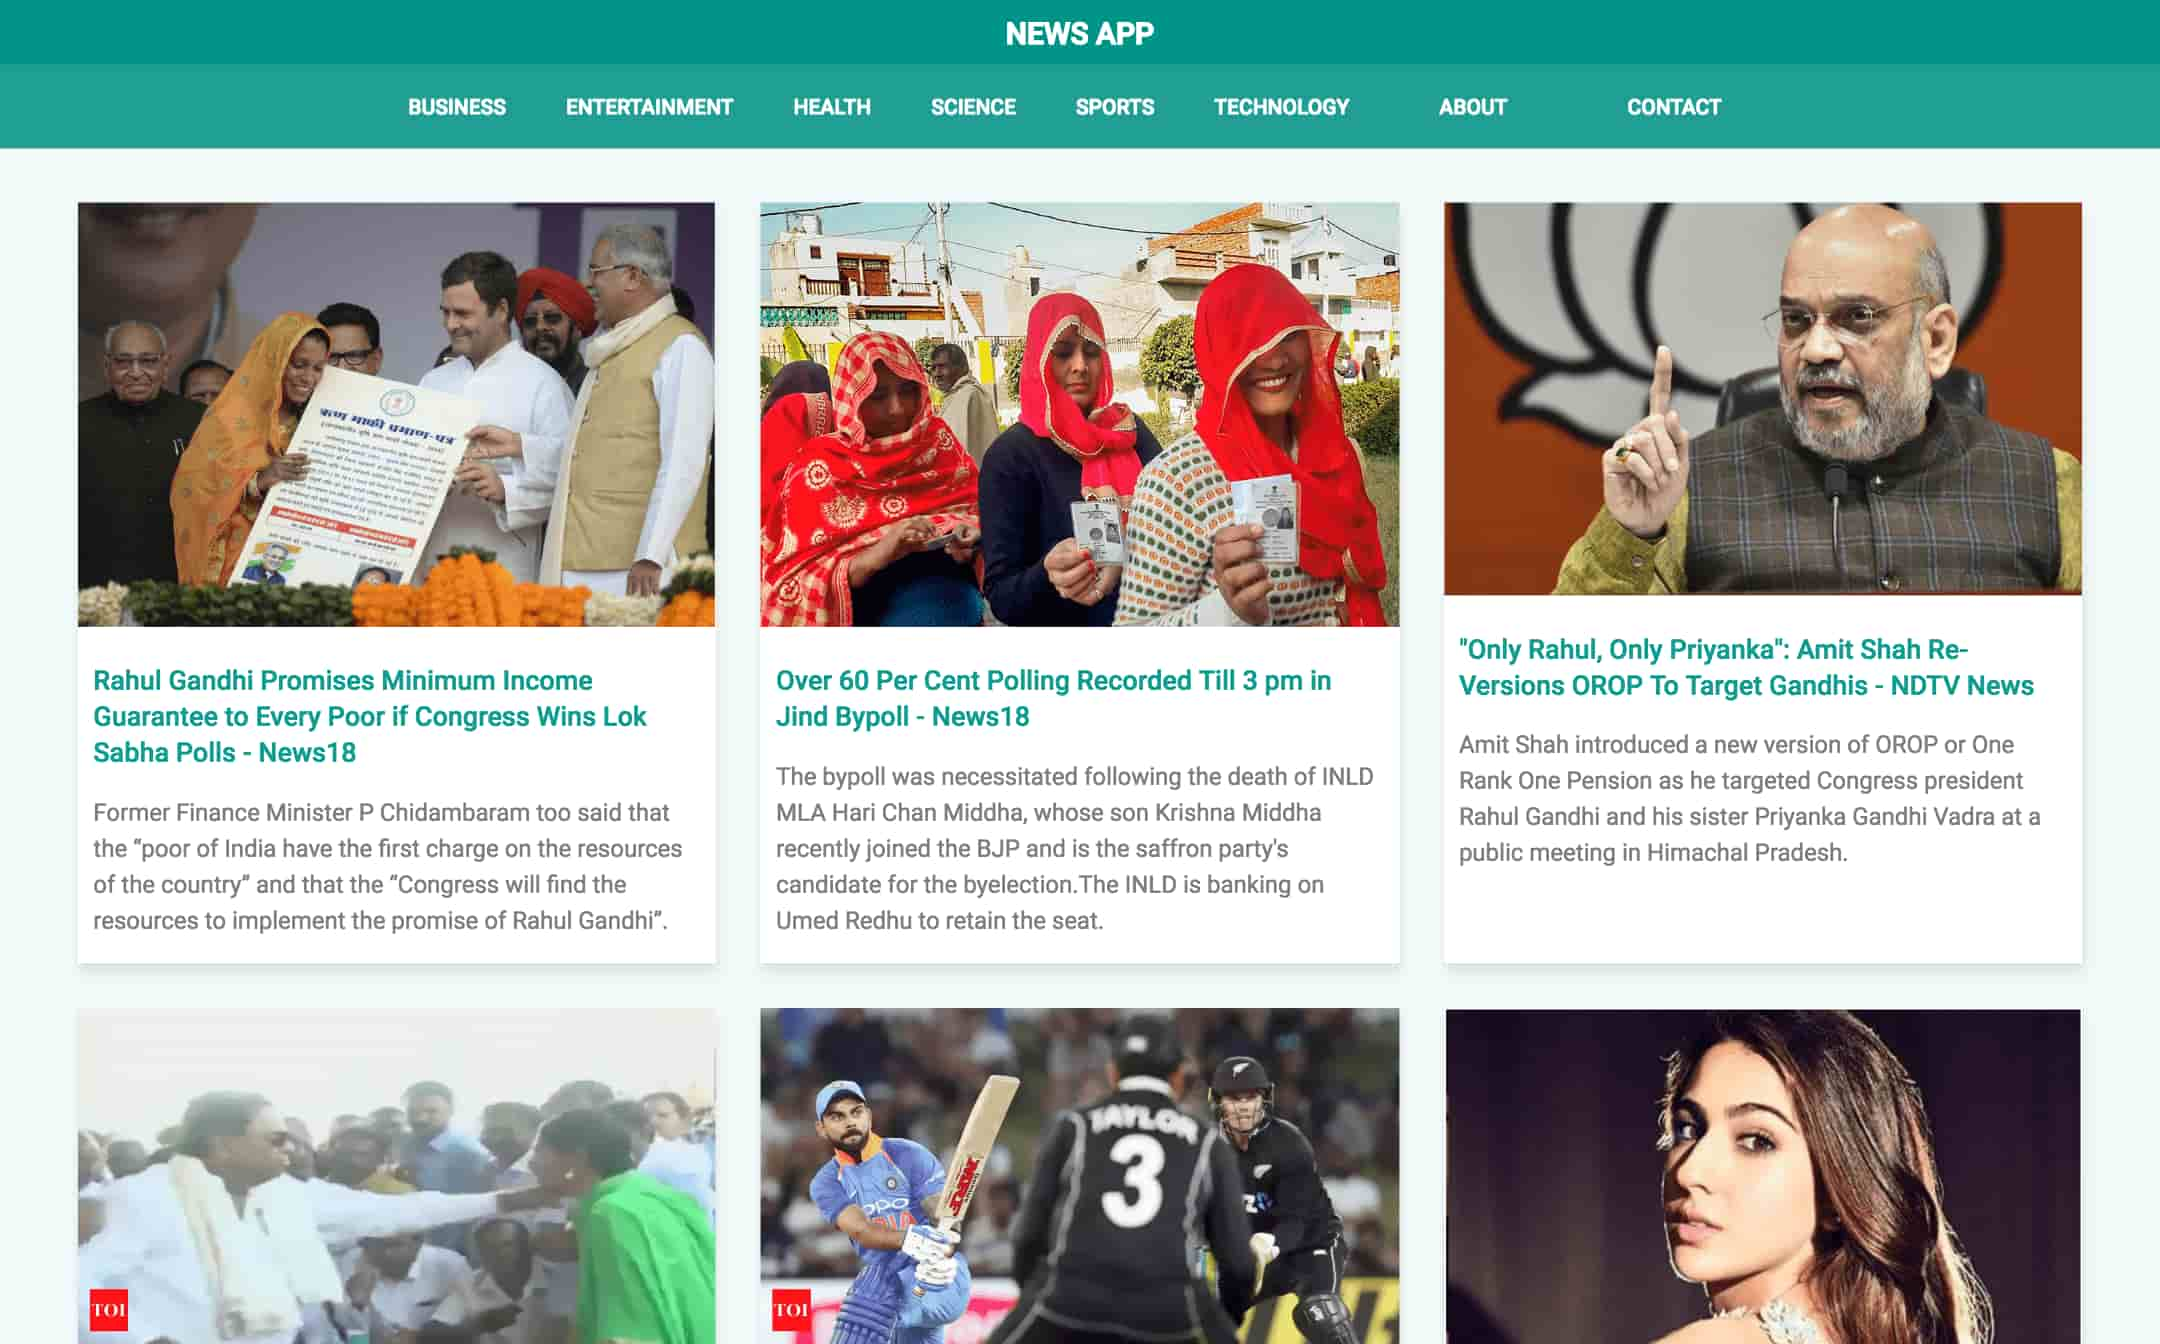 NEWS APP
BUSINESS ENTERTAINMENT HEALTH SCIENCE SPORTS TECHNOLOGY ABOUT CONTACT
ऋण माफी प्रमाण-पत्र
Rahul Gandhi Promises Minimum Income
Guarantee to Every Poor if Congress Wins Lok
Sabha Polls - News18
Former Finance Minister P Chidambaram too said that
the “poor of India have the first charge on the resources
of the country” and that the “Congress will find the
resources to implement the promise of Rahul Gandhi”.
Over 60 Per Cent Polling Recorded Till 3 pm in
Jind Bypoll - News18
The bypoll was necessitated following the death of INLD
MLA Hari Chan Middha, whose son Krishna Middha
recently joined the BJP and is the saffron party's
candidate for the byelection.The INLD is banking on
Umed Redhu to retain the seat.
"Only Rahul, Only Priyanka": Amit Shah Re-
Versions OROP To Target Gandhis - NDTV News
Amit Shah introduced a new version of OROP or One
Rank One Pension as he targeted Congress president
Rahul Gandhi and his sister Priyanka Gandhi Vadra at a
public meeting in Himachal Pradesh.
TOI
TAYLOR
3
oppo
INDIA
TOI